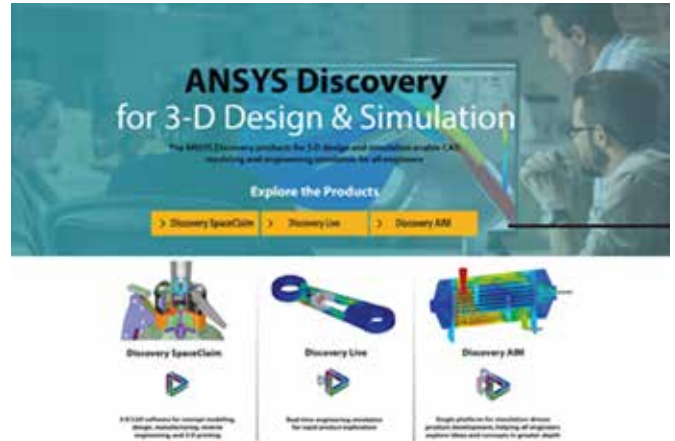 ANSYS Discovery
for 3-D Design & Simulation
The ANSYS Discovery products for 3-D design and simulation enable CAD
modeling and engineering simulation for all engineers
Explore the Products
> Discovery SpaceClaim > Discovery Live > Discovery AIM
Discovery SpaceClaim Discovery Live Discovery AIM
3-D CAD software for concept modeling,
design, manufacturing, reverse
engineering and 3-D printing
Real-time engineering simulation
for rapid product exploration
Single platform for simulation-driven
product development, helping all engineers
explore ideas and concepts in greater depth